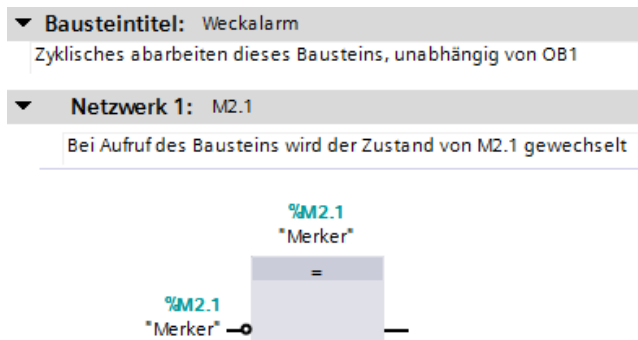 Bausteintitel: Weckalarm
Zyklisches abarbeiten dieses Bausteins, unabhängig von OB1
Netzwerk 1: M2.1
Bei Aufruf des Bausteins wird der Zustand von M2.1 gewechselt
%M2.1
"Merker"
=
%M2.1
"Merker"